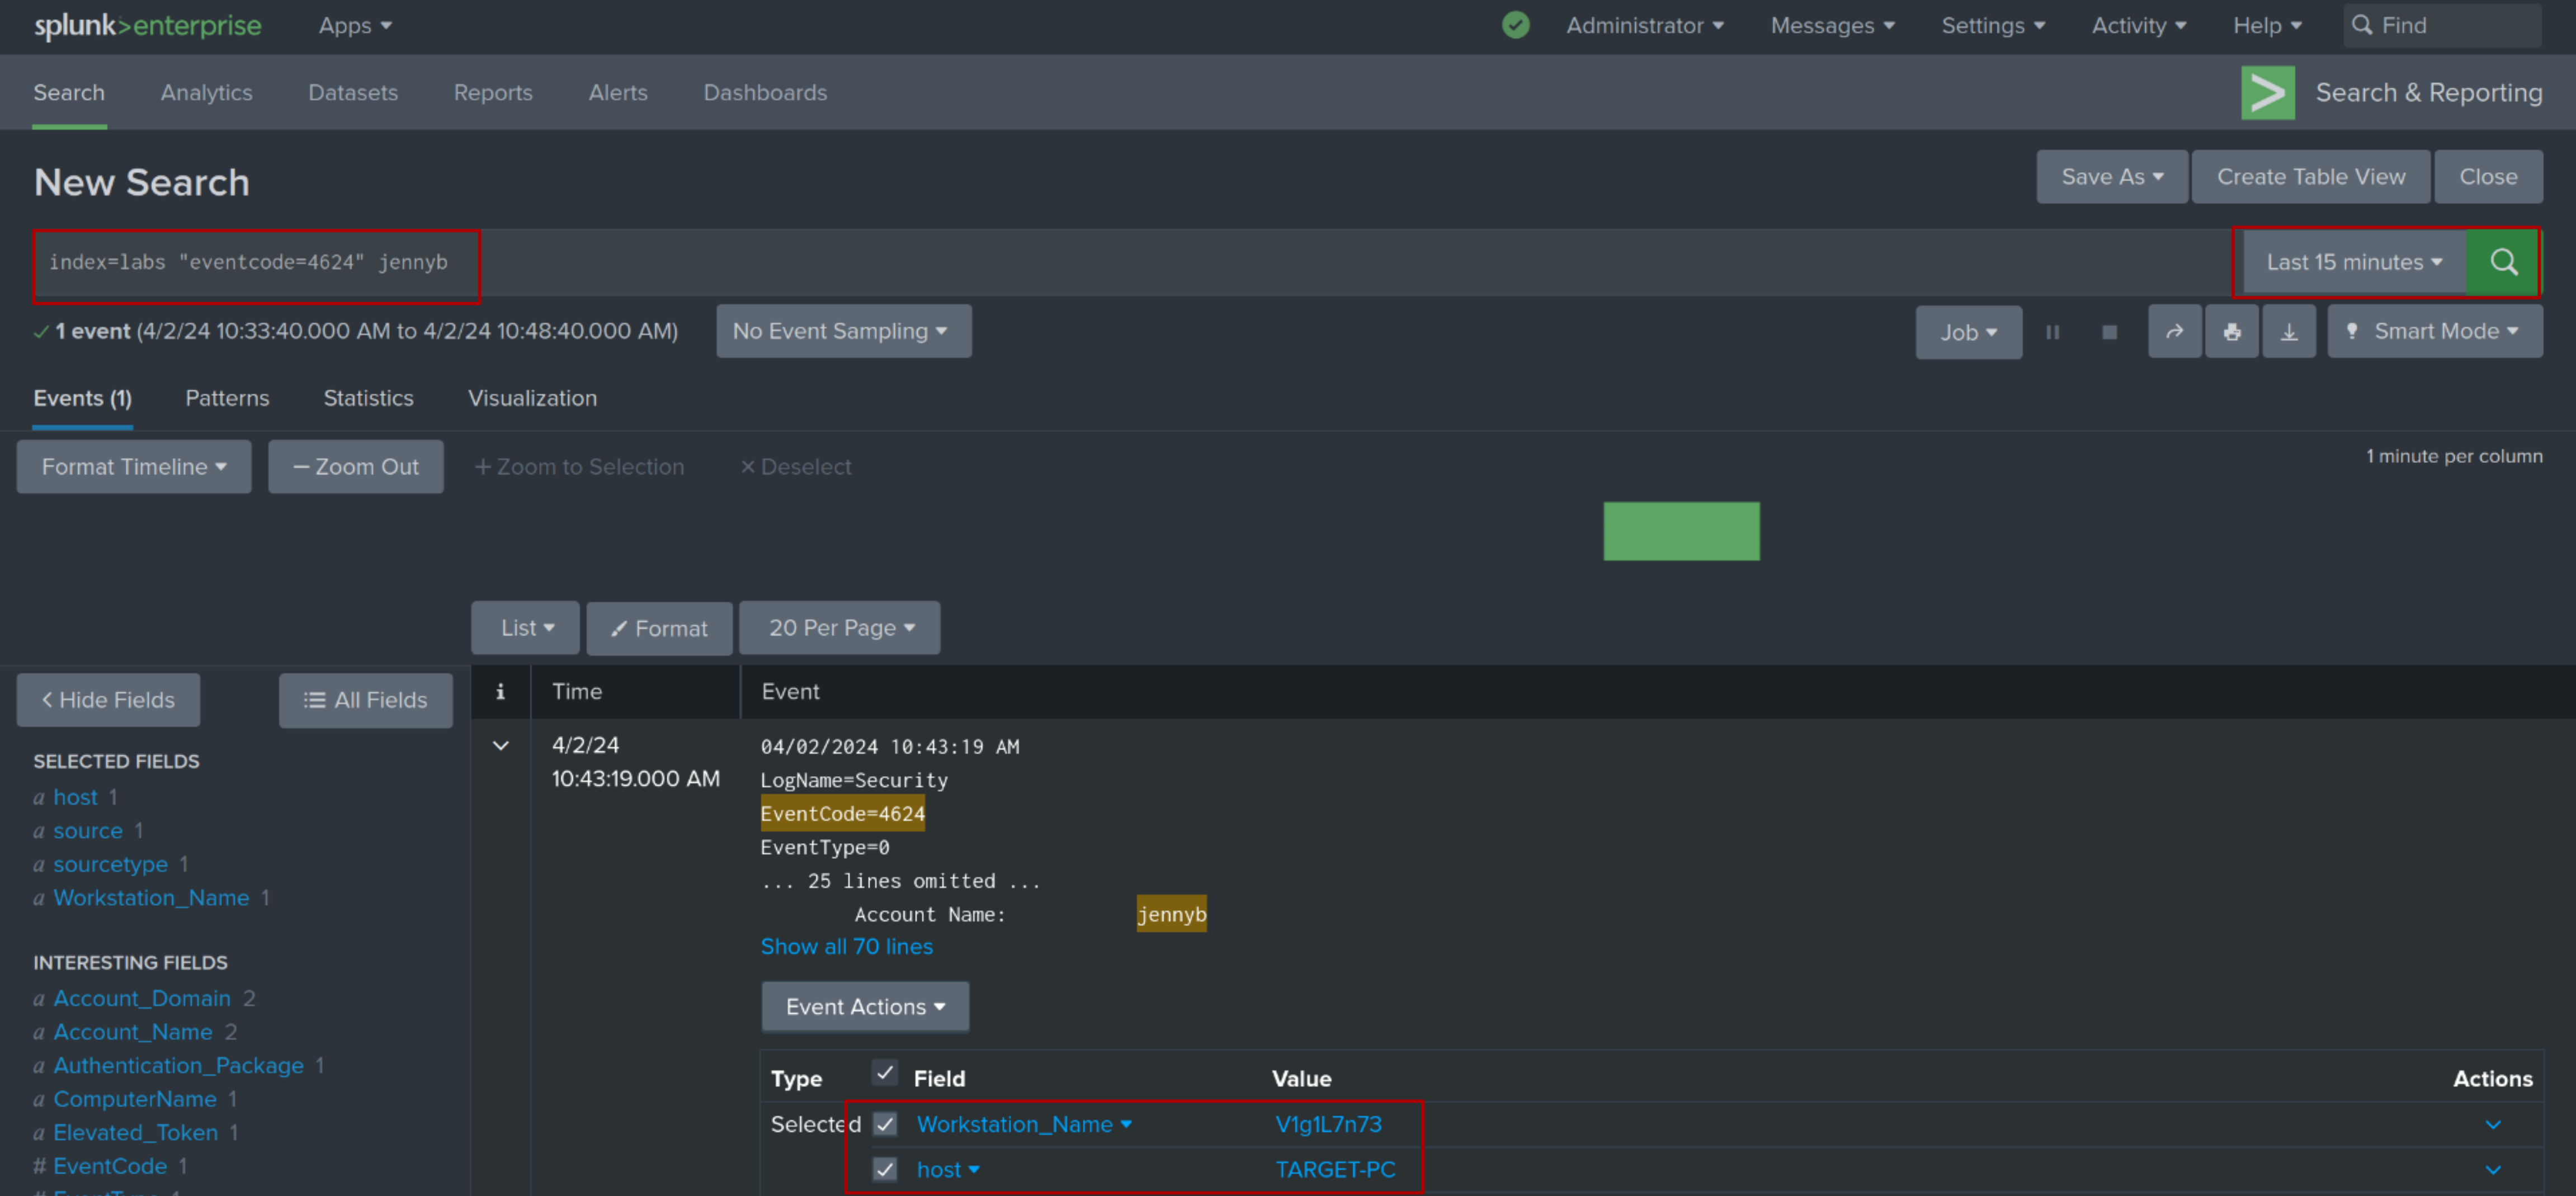 splunk>enterprise Apps Administrator Messages Settings Activity Help Find
Search Analytics Datasets Reports Alerts Dashboards Search & Reporting
New Search Save As Create Table View Close
index=labs "eventcode=4624" jennyb Last 15 minutes
1 event (4/2/24 10:33:40.000 AM to 4/2/24 10:48:40.000 AM) No Event Sampling Job Smart Mode
Events (1) Patterns Statistics Visualization
Format Timeline — Zoom Out + Zoom to Selection × Deselect 1 minute per column
List Format 20 Per Page
< Hide Fields All Fields
SELECTED FIELDS
a host 1
a source 1
a sourcetype 1
a Workstation_Name 1
INTERESTING FIELDS
a Account_Domain 2
a Account_Name 2
a Authentication_Package 1
a ComputerName 1
a Elevated_Token 1
# EventCode 1
i Time Event
4/2/24
10:43:19.000 AM
04/02/2024 10:43:19 AM
LogName=Security
EventCode=4624
EventType=0
... 25 lines omitted ...
Account Name: jennyb
Show all 70 lines
Event Actions
Type Field Value Actions
Selected Workstation_Name V1g1L7n73
host TARGET-PC